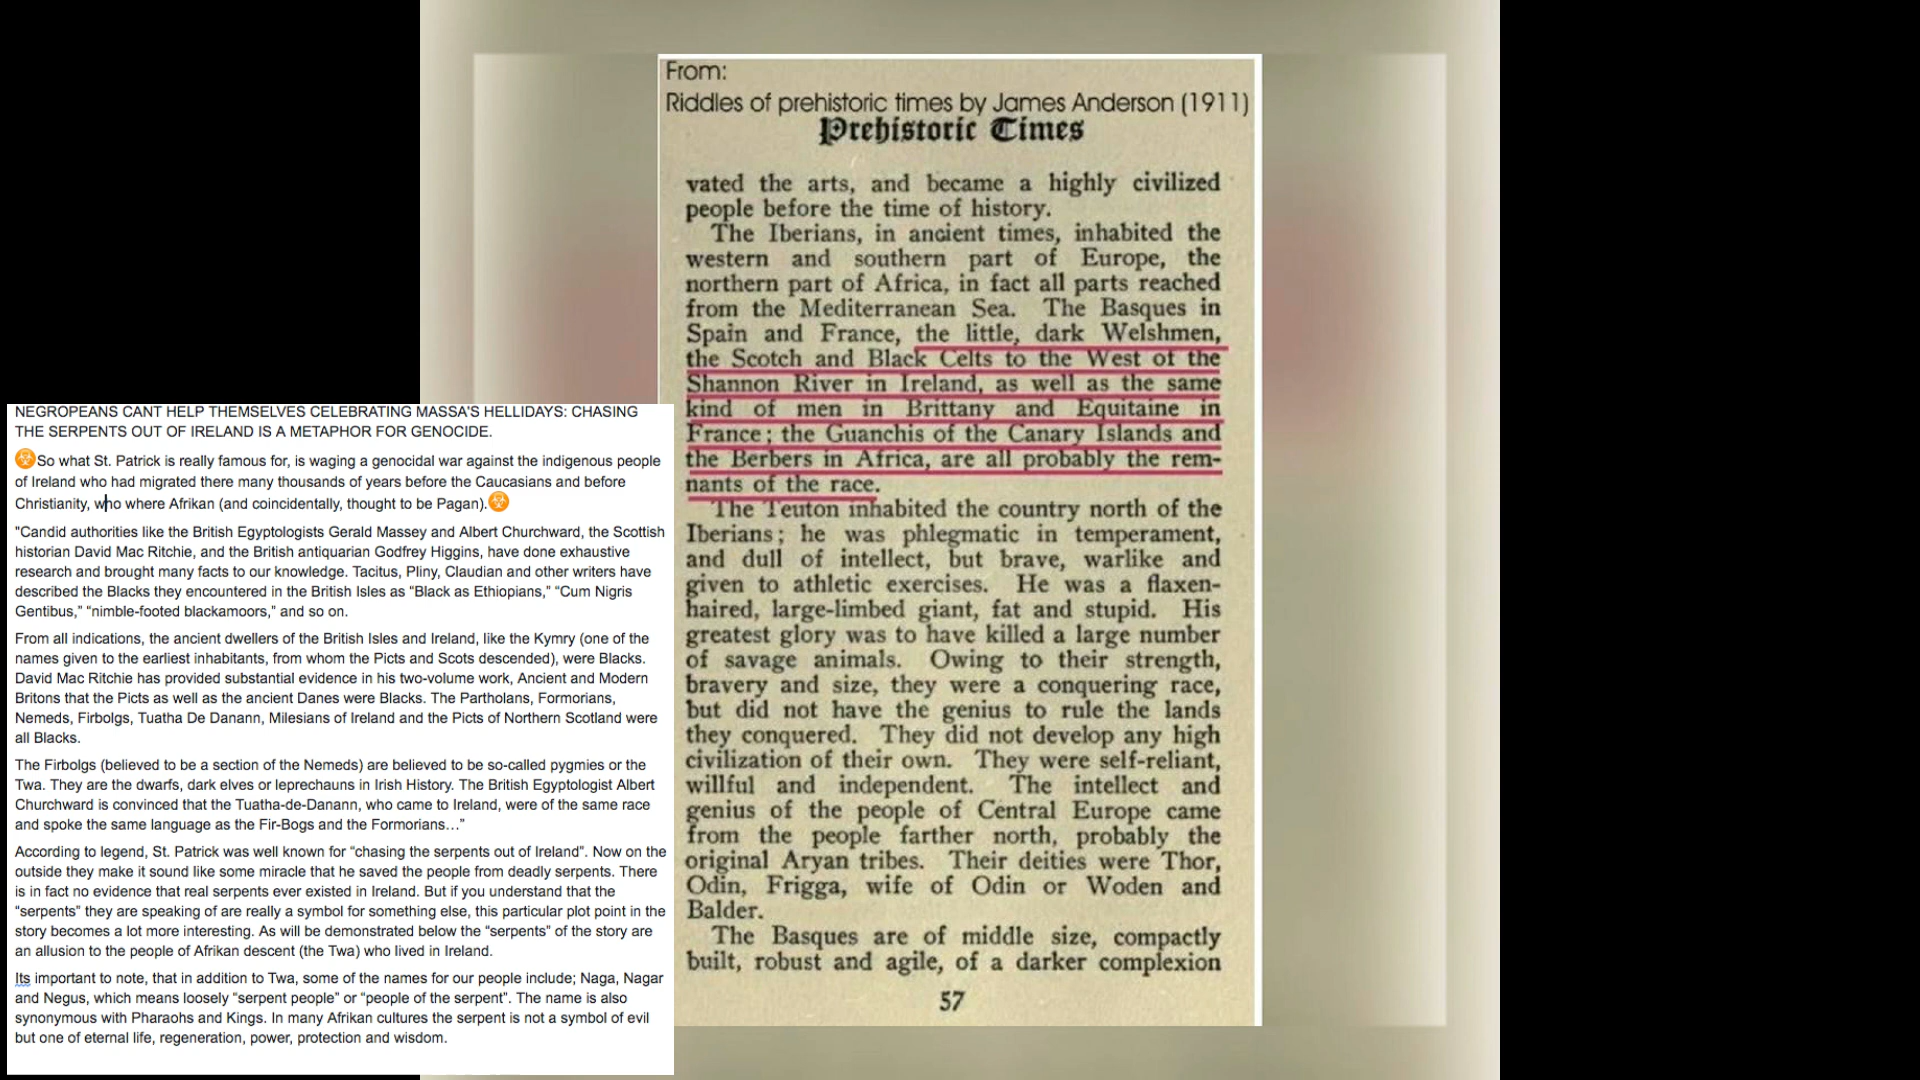 From:
Riddles of prehistoric times by James Anderson (1911)
Prehistoric Times
vated the arts, and became a highly civilized
people before the time of history.
The Iberians, in ancient times, inhabited the
western and southern part of Europe, the
northern part of Africa, in fact all parts reached
from the Mediterranean Sea. The Basques in
Spain and France, the little, dark Welshmen,
the Scotch and Black Celts to the West of the
Shannon River in Ireland, as well as the same
kind of men in Brittany and Equitaine in
France; the Guanchis of the Canary Islands and
the Berbers in Africa, are all probably the rem-
nants of the race.
The Teuton inhabited the country north of the
Iberians; he was phlegmatic in temperament,
and dull of intellect, but brave, warlike and
given to athletic exercises. He was a flaxen-
haired, large-limbed giant, fat and stupid. His
greatest glory was to have killed a large number
of savage animals. Owing to their strength,
bravery and size, they were a conquering race,
but did not have the genius to rule the lands
they conquered. They did not develop any high
civilization of their own. They were self-reliant,
willful and independent. The intellect and
genius of the people of Central Europe came
from the people farther north, probably the
original Aryan tribes. Their deities were Thor,
Odin, Frigga, wife of Odin or Woden and
Balder.
The Basques are of middle size, compactly
built, robust and agile, of a darker complexion
57
NEGROPEANS CANT HELP THEMSELVES CELEBRATING MASSA'S HELLIDAYS: CHASING
THE SERPENTS OUT OF IRELAND IS A METAPHOR FOR GENOCIDE.
So what St. Patrick is really famous for, is waging a genocidal war against the indigenous people
of Ireland who had migrated there many thousands of years before the Caucasians and before
Christianity, who where Afrikan (and coincidentally, thought to be Pagan).
"Candid authorities like the British Egyptologists Gerald Massey and Albert Churchward, the Scottish
historian David Mac Ritchie, and the British antiquarian Godfrey Higgins, have done exhaustive
research and brought many facts to our knowledge. Tacitus, Pliny, Claudian and other writers have
described the Blacks they encountered in the British Isles as “Black as Ethiopians,” “Cum Nigris
Gentibus,” “nimble-footed blackamoors,” and so on.
From all indications, the ancient dwellers of the British Isles and Ireland, like the Kymry (one of the
names given to the earliest inhabitants, from whom the Picts and Scots descended), were Blacks.
David Mac Ritchie has provided substantial evidence in his two-volume work, Ancient and Modern
Britons that the Picts as well as the ancient Danes were Blacks. The Partholans, Formorians,
Nemeds, Firbolgs, Tuatha De Danann, Milesians of Ireland and the Picts of Northern Scotland were
all Blacks.
The Firbolgs (believed to be a section of the Nemeds) are believed to be so-called pygmies or the
Twa. They are the dwarfs, dark elves or leprechauns in Irish History. The British Egyptologist Albert
Churchward is convinced that the Tuatha-de-Danann, who came to Ireland, were of the same race
and spoke the same language as the Fir-Bogs and the Formorians…”
According to legend, St. Patrick was well known for “chasing the serpents out of Ireland”. Now on the
outside they make it sound like some miracle that he saved the people from deadly serpents. There
is in fact no evidence that real serpents ever existed in Ireland. But if you understand that the
“serpents” they are speaking of are really a symbol for something else, this particular plot point in the
story becomes a lot more interesting. As will be demonstrated below the “serpents” of the story are
an allusion to the people of Afrikan descent (the Twa) who lived in Ireland.
Its important to note, that in addition to Twa, some of the names for our people include; Naga, Nagar
and Negus, which means loosely “serpent people” or “people of the serpent”. The name is also
synonymous with Pharaohs and Kings. In many Afrikan cultures the serpent is not a symbol of evil
but one of eternal life, regeneration, power, protection and wisdom.